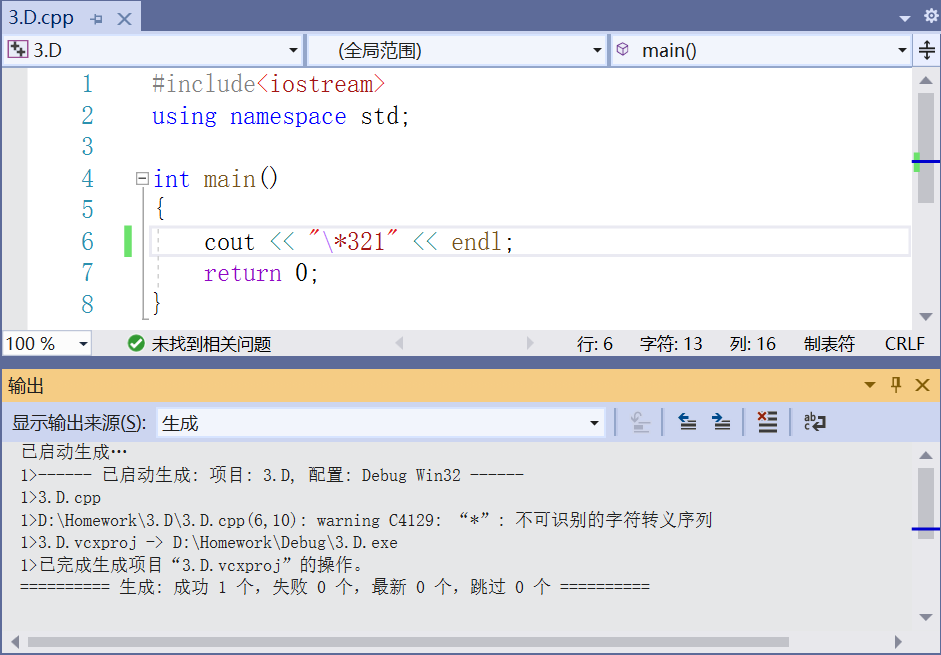 3.D.cpp
3.D (全局范围) main()
1 #include<iostream>
2 using namespace std;
3
4 int main()
5 {
6 cout << "\*321" << endl;
7 return 0;
8 }
100 % 未找到相关问题 行: 6 字符: 13 列: 16 制表符 CRLF
输出
显示输出来源(S): 生成
已启动生成…
1>------ 已启动生成: 项目: 3.D, 配置: Debug Win32 ------
1>3.D.cpp
1>D:\Homework\3.D\3.D.cpp(6,10): warning C4129: “*”: 不可识别的字符转义序列
1>3.D.vcxproj -> D:\Homework\Debug\3.D.exe
1>已完成生成项目“3.D.vcxproj”的操作。
========== 生成: 成功 1 个，失败 0 个，最新 0 个，跳过 0 个 ==========